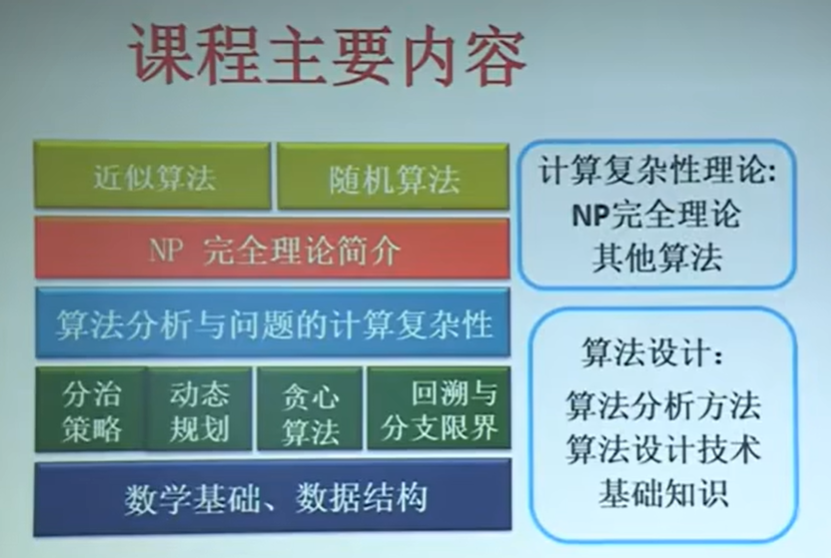 课程主要内容
近似算法
随机算法
NP 完全理论简介
算法分析与问题的计算复杂性
分治
策略
动态
规划
贪心
算法
回溯与
分支限界
数学基础、数据结构
计算复杂性理论:
NP完全理论
其他算法
算法设计：
算法分析方法
算法设计技术
基础知识